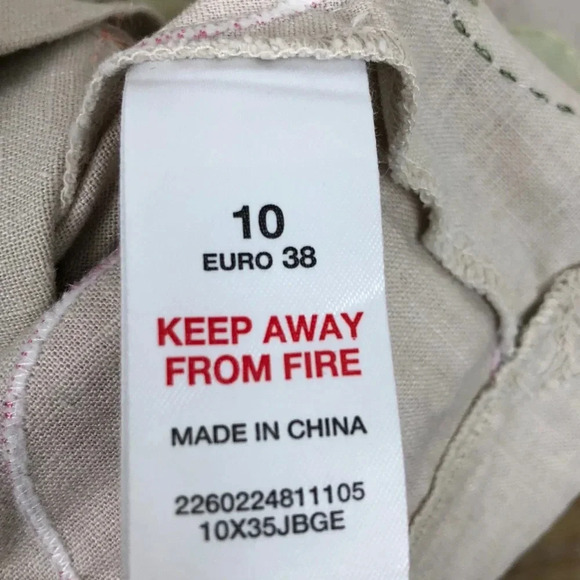 10
EURO 38
KEEP AWAY
FROM FIRE
MADE IN CHINA
2260224811105
10X35JBGE